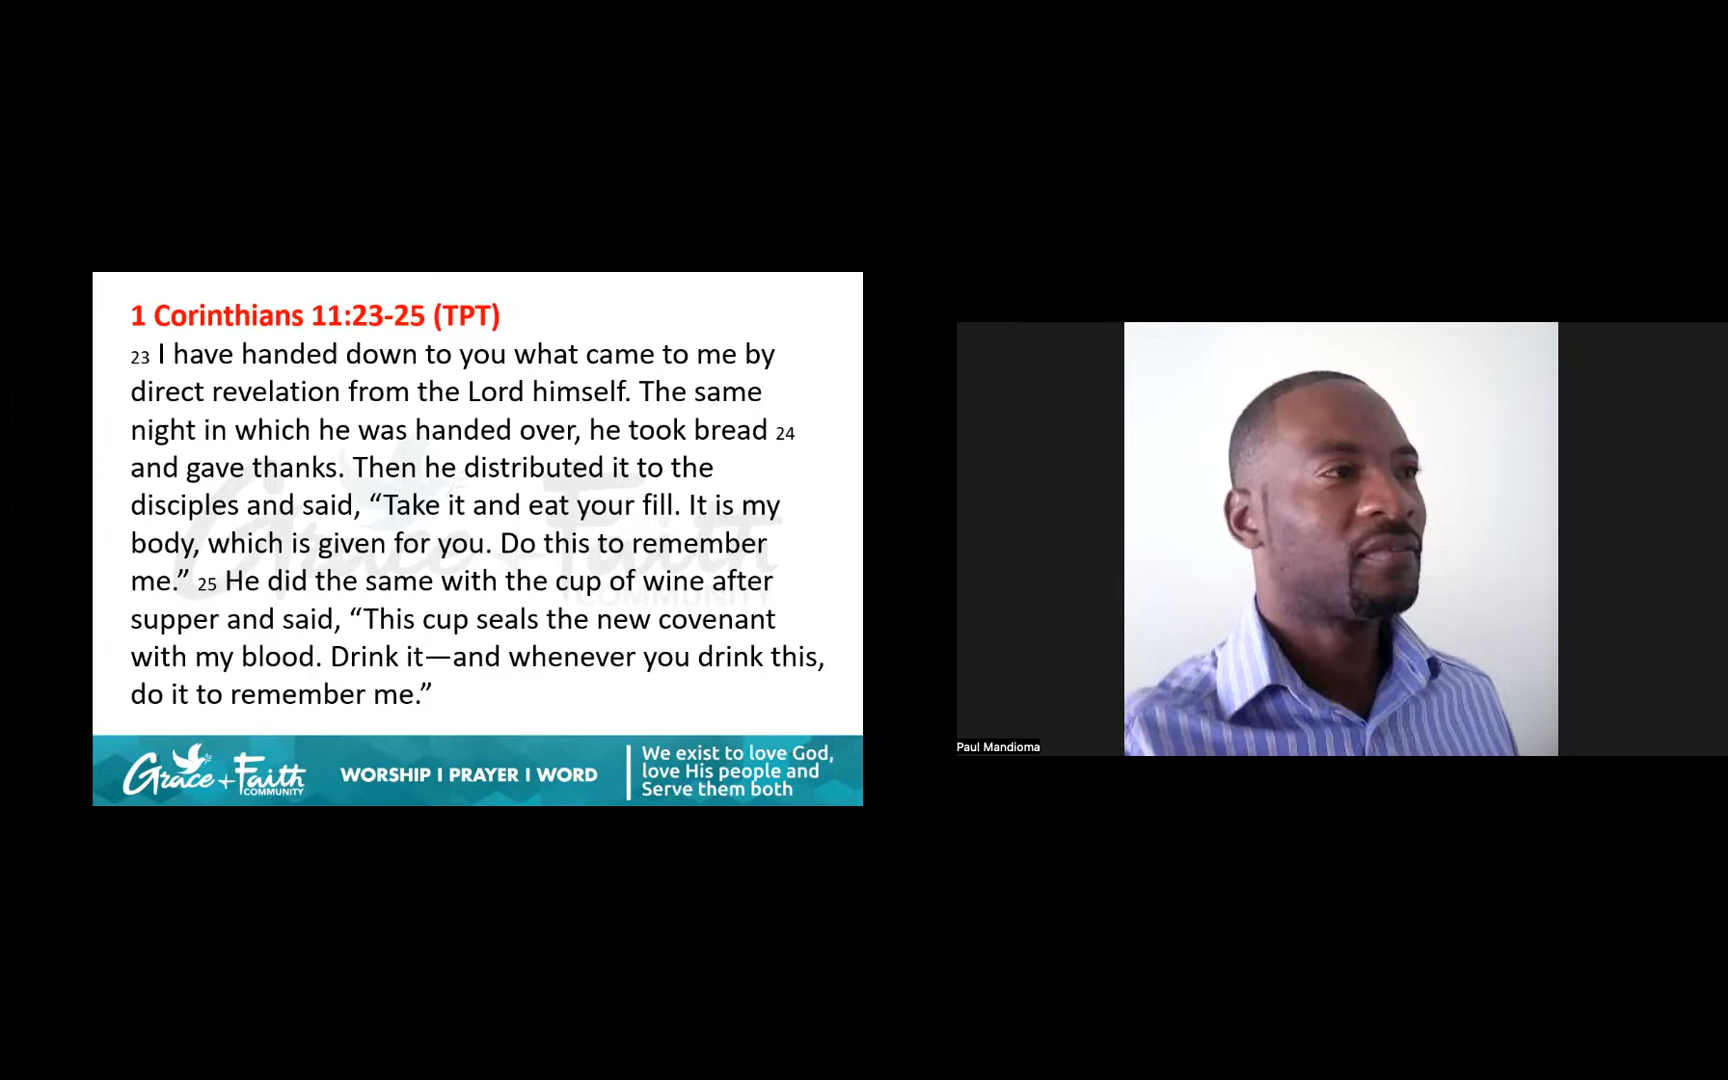 1 Corinthians 11:23-25 (TPT)
23 I have handed down to you what came to me by
direct revelation from the Lord himself. The same
night in which he was handed over, he took bread 24
and gave thanks. Then he distributed it to the
disciples and said, “Take it and eat your fill. It is my
body, which is given for you. Do this to remember
me.” 25 He did the same with the cup of wine after
supper and said, “This cup seals the new covenant
with my blood. Drink it—and whenever you drink this,
do it to remember me.”
Grace + Faith
COMMUNITY
Grace + Faith
COMMUNITY
WORSHIP I PRAYER I WORD
We exist to love God,
love His people and
Serve them both
Paul Mandioma